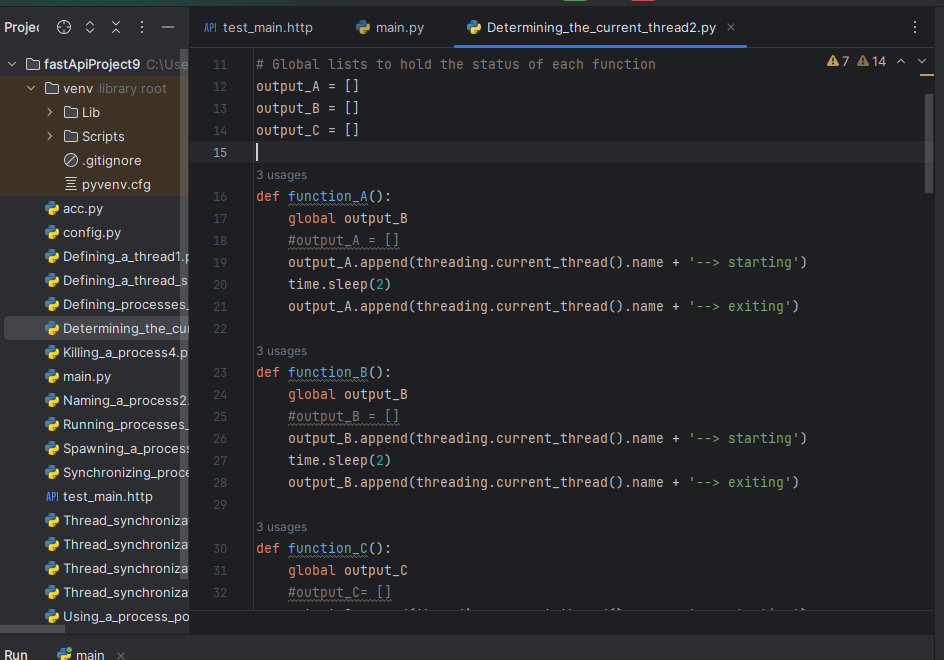 Projec
test_main.http
main.py
Determining_the_current_thread2.py
fastApiProject9 C:\Use
venv library root
Lib
Scripts
.gitignore
pyvenv.cfg
acc.py
config.py
Defining_a_thread1.p
Defining_a_thread_s
Defining_processes_
Determining_the_cur
Killing_a_process4.p
main.py
Naming_a_process2.
Running_processes_
Spawning_a_process
Synchronizing_proce
API test_main.http
Thread_synchroniza
Thread_synchroniza
Thread_synchroniza
Thread_synchroniza
Using_a_process_po
API
7 14
11 # Global lists to hold the status of each function
12 output_A = []
13 output_B = []
14 output_C = []
15
3 usages
16 def function_A():
17 global output_B
18 #output_A = []
19 output_A.append(threading.current_thread().name + '--> starting')
20 time.sleep(2)
21 output_A.append(threading.current_thread().name + '--> exiting')
22
3 usages
23 def function_B():
24 global output_B
25 #output_B = []
26 output_B.append(threading.current_thread().name + '--> starting')
27 time.sleep(2)
28 output_B.append(threading.current_thread().name + '--> exiting')
29
3 usages
30 def function_C():
31 global output_C
32 #output_C= []
Run
main